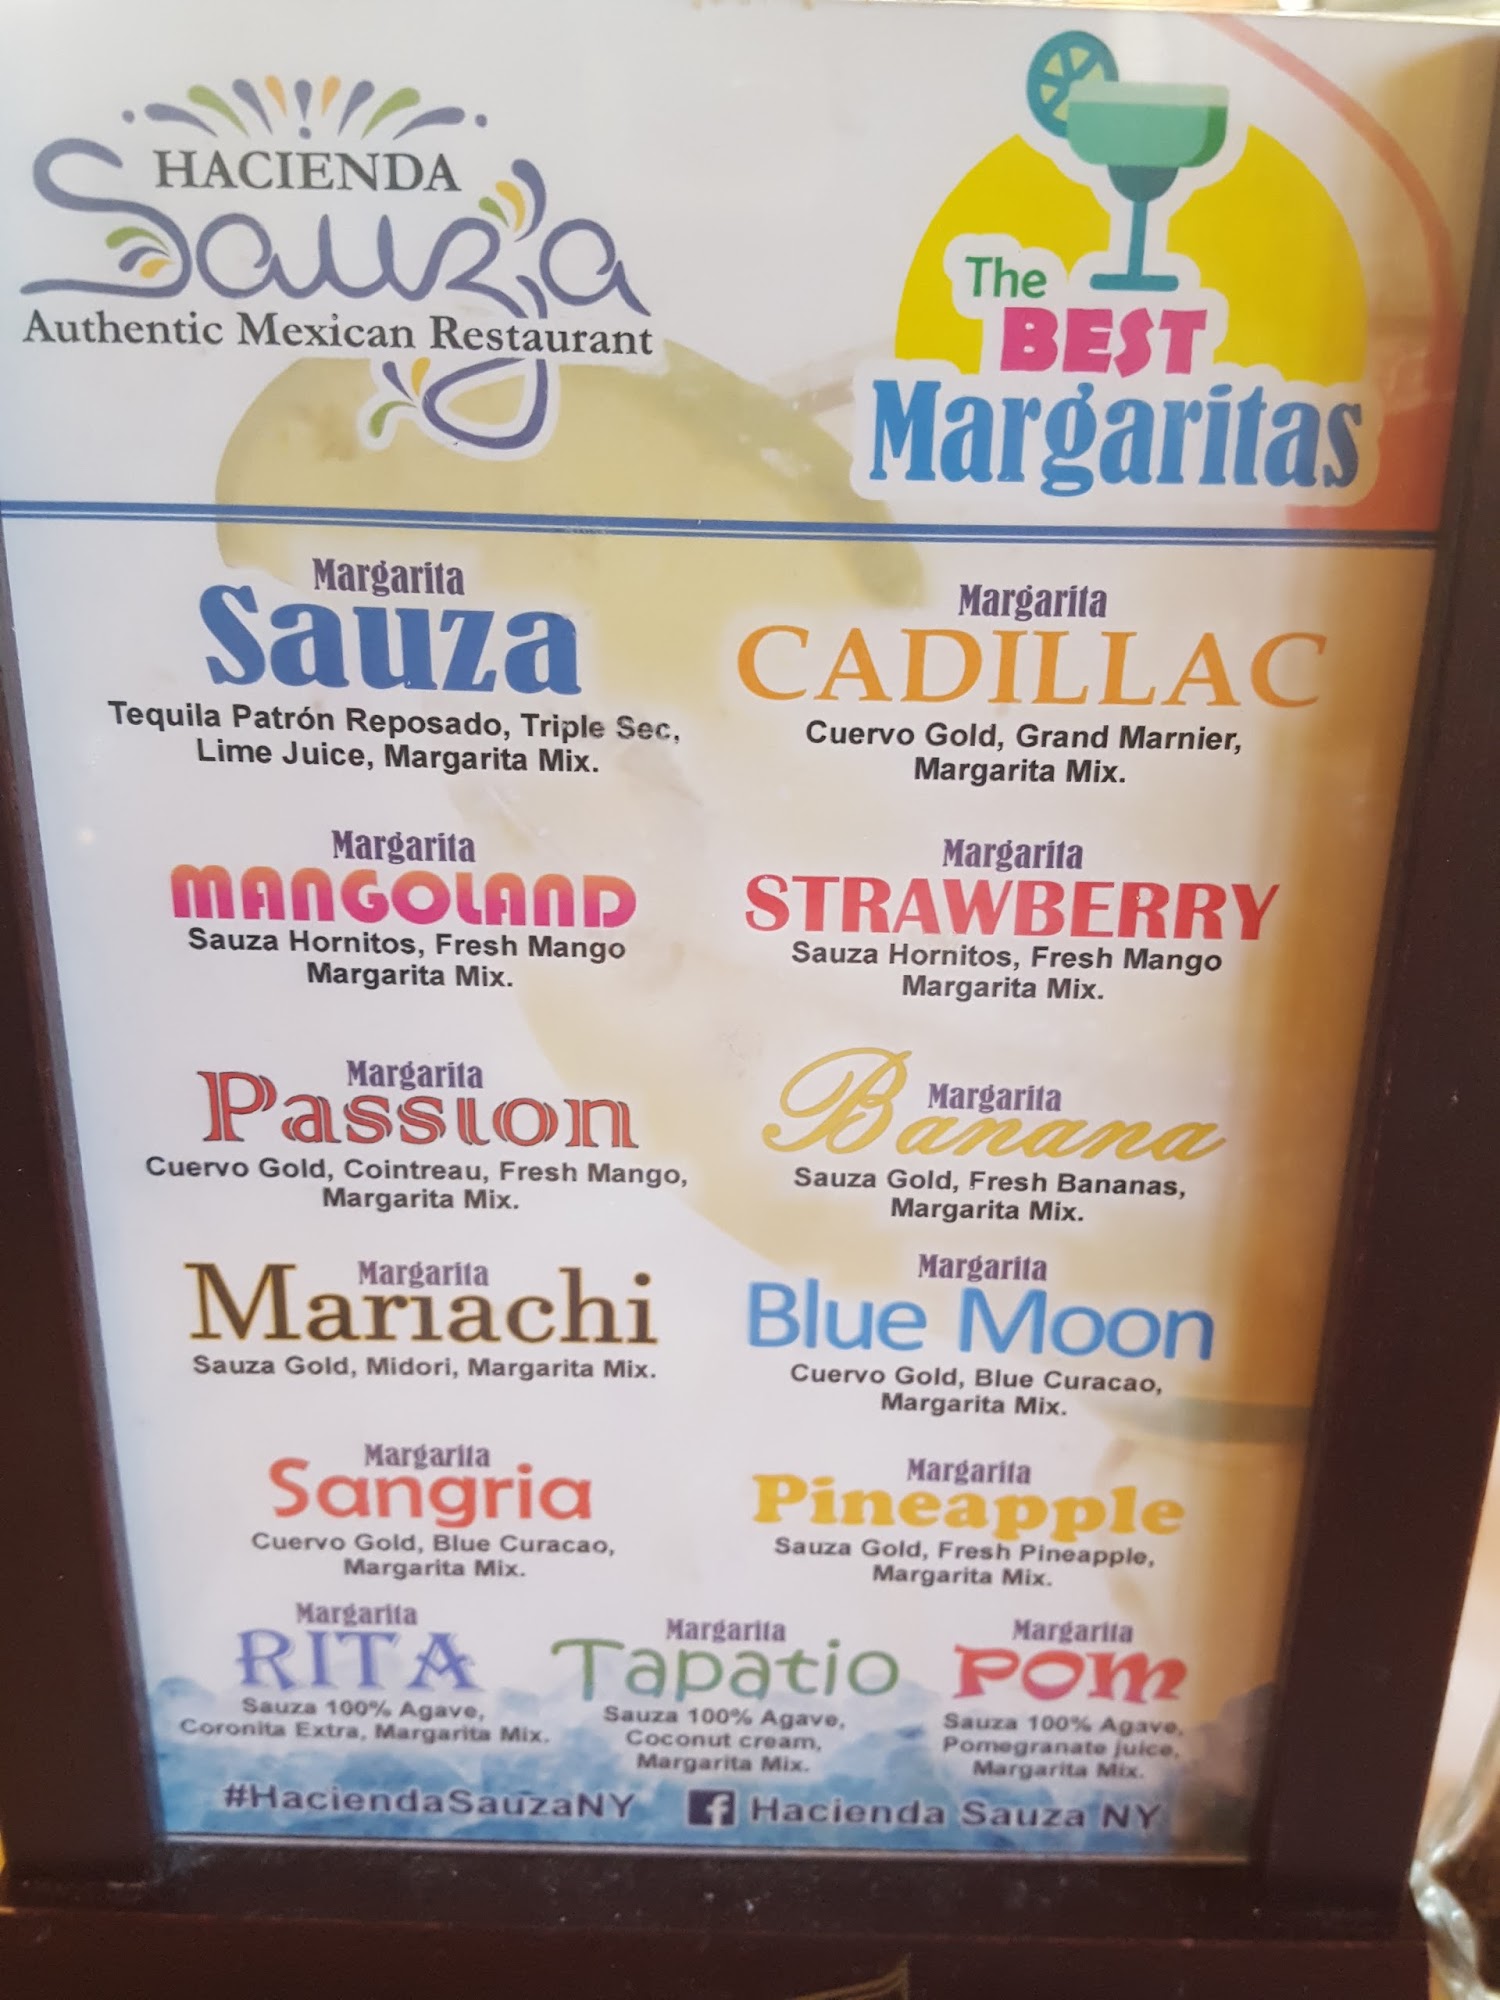 HACIENDA
Sauza
Authentic Mexican Restaurant
The
BEST
Margaritas
Margarita
Sauza
Tequila Patrón Reposado, Triple Sec,
Lime Juice, Margarita Mix.
Margarita
CADILLAC
Cuervo Gold, Grand Marnier,
Margarita Mix.
Margarita
MANGOLAND
Sauza Hornitos, Fresh Mango
Margarita Mix.
Margarita
STRAWBERRY
Sauza Hornitos, Fresh Mango
Margarita Mix.
Margarita
Passion
Cuervo Gold, Cointreau, Fresh Mango,
Margarita Mix.
Margarita
Banana
Sauza Gold, Fresh Bananas,
Margarita Mix.
Margarita
Mariachi
Sauza Gold, Midori, Margarita Mix.
Margarita
Blue Moon
Cuervo Gold, Blue Curacao,
Margarita Mix.
Margarita
Sangria
Cuervo Gold, Blue Curacao,
Margarita Mix.
Margarita
Pineapple
Sauza Gold, Fresh Pineapple,
Margarita Mix.
Margarita
RITA
Sauza 100% Agave,
Coronita Extra, Margarita Mix.
Margarita
Tapatio
Sauza 100% Agave,
Coconut cream,
Margarita Mix.
Margarita
POM
Sauza 100% Agave,
Pomegranate juice,
Margarita Mix.
#HaciendaSauzaNY
f Hacienda Sauza NY